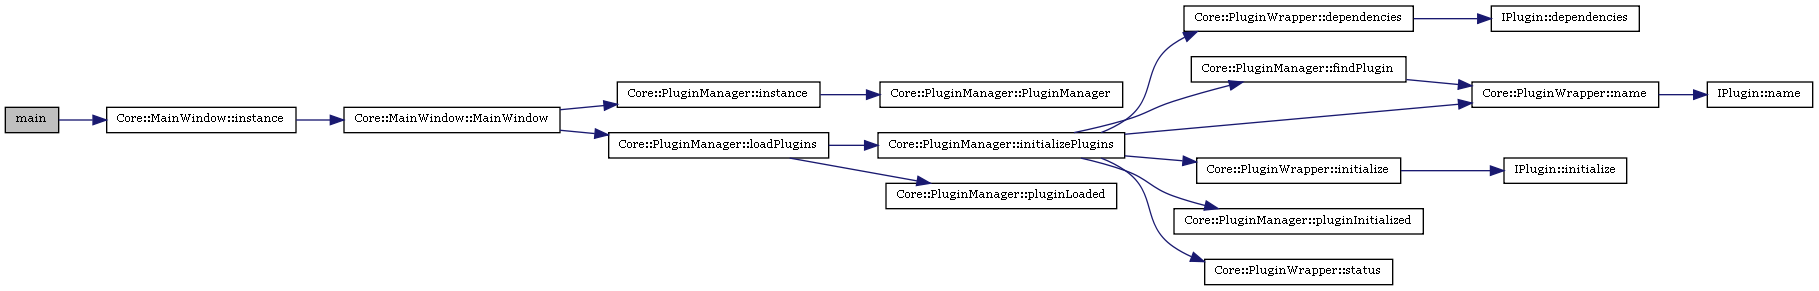 main
Core::MainWindow::instance
Core::MainWindow::MainWindow
Core::PluginManager::instance
Core::PluginManager::PluginManager
Core::PluginManager::loadPlugins
Core::PluginManager::initializePlugins
Core::PluginManager::pluginLoaded
Core::PluginWrapper::dependencies
IPlugin::dependencies
Core::PluginManager::findPlugin
Core::PluginWrapper::name
IPlugin::name
Core::PluginWrapper::initialize
IPlugin::initialize
Core::PluginManager::pluginInitialized
Core::PluginWrapper::status